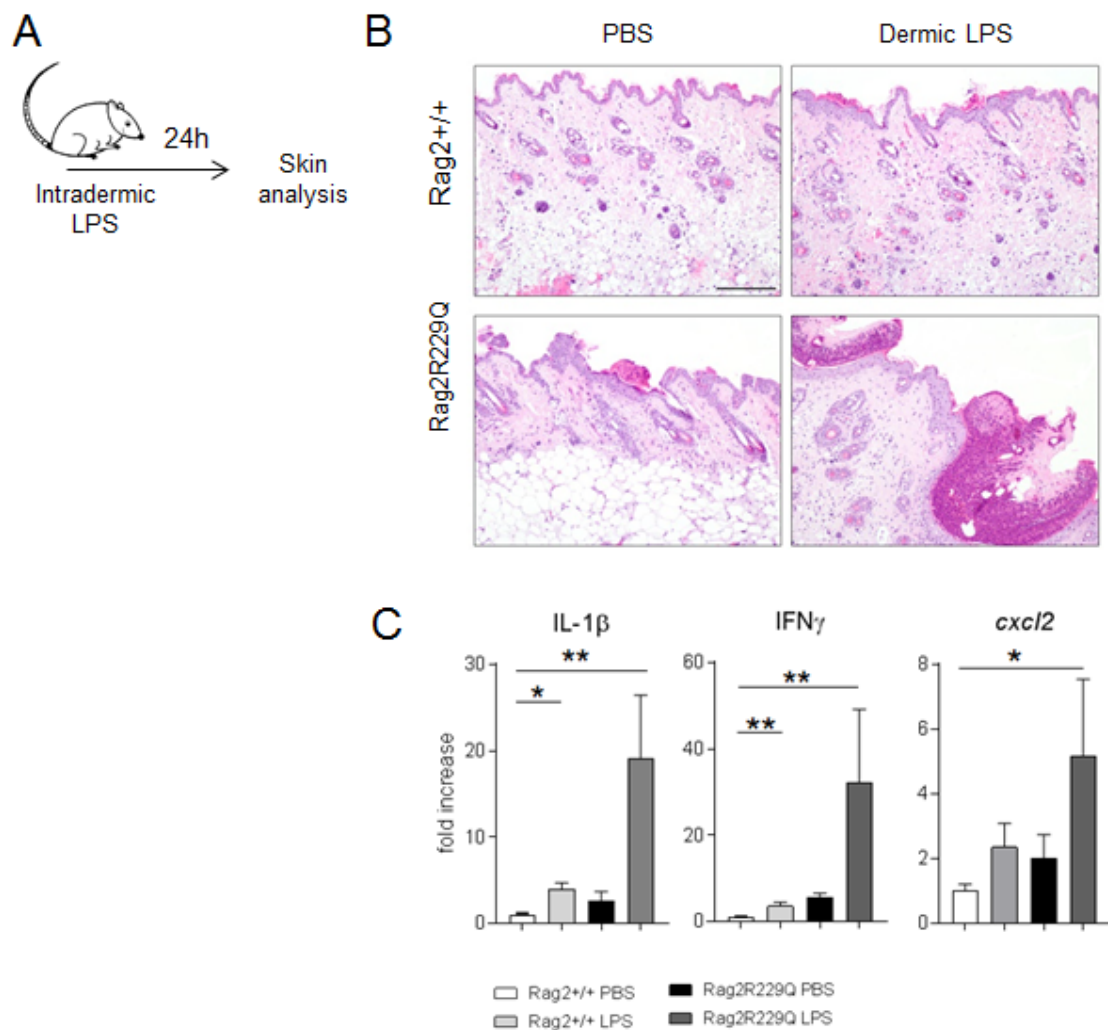 A
24h
Intradermic
LPS
Skin
analysis
B
PBS
Dermic LPS
Rag2+/+
Rag2R229Q
C
IL-1β
**
*
fold increase
30
20
10
0
IFNγ
**
**
60
40
20
0
cxcl2
*
8
6
4
2
0
Rag2+/+ PBS
Rag2R229Q PBS
Rag2+/+ LPS
Rag2R229Q LPS